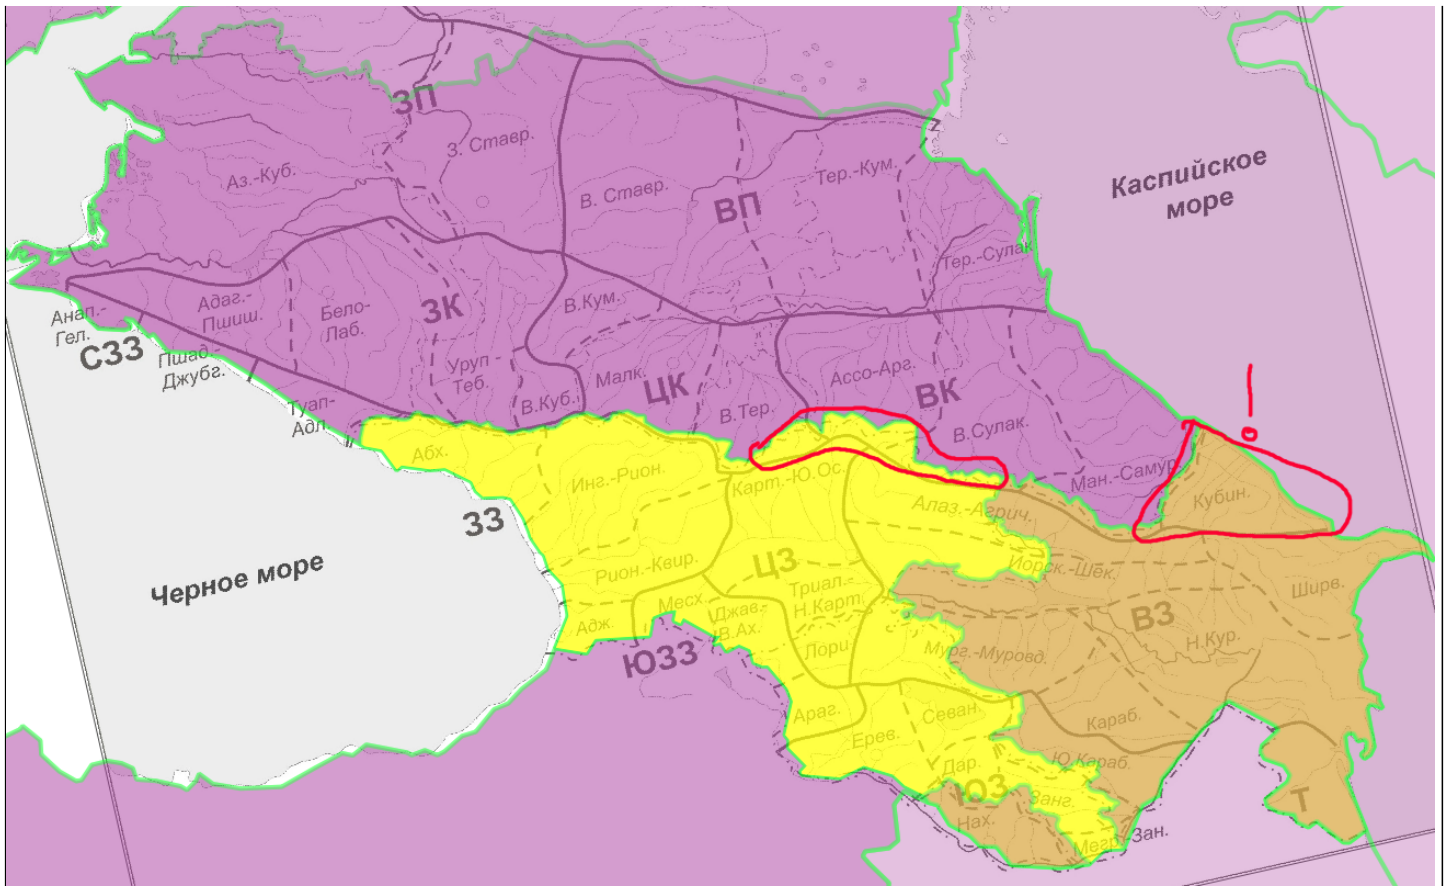 ЗП
З. Ставр.
Аз.-Куб.
В. Ставр.
Тер.-Кум.
ВП
Каспийское
море
Тер.-Сулак
Анап.-
Гел.
СЗЗ
Адаг.-
Пшиш.
Бело-
Лаб.
ЗК
В.Кум.
Пшад.-
Джубг.
Уруп -
Теб.
Малк.
ЦК
Ассо-Арг.
ВК
Туап-
Адл.
В.Куб.
В.Тер.
В.Сулак.
Абх.
Инг.-Рион.
Карт.-Ю.Ос.
Ман.-Самур.
Кубин.
!
ЗЗ
Алаз.-Агрич.
Черное море
Рион.-Квир.
ЦЗ
Йорск.-Шек.
Ширв.
Месх.
Джав.-
В.Ах.
Триал.-
Н.Карт.
ВЗ
Адж.
ЮЗЗ
Лори-
Мург.-Муровд.
Н.Кур.
Араг.
Севан.
Караб.
Ерев.
Дар.
Ю.Караб.
ЮЗ
Занг.
Т
Нах.
Мегр.-Зан.